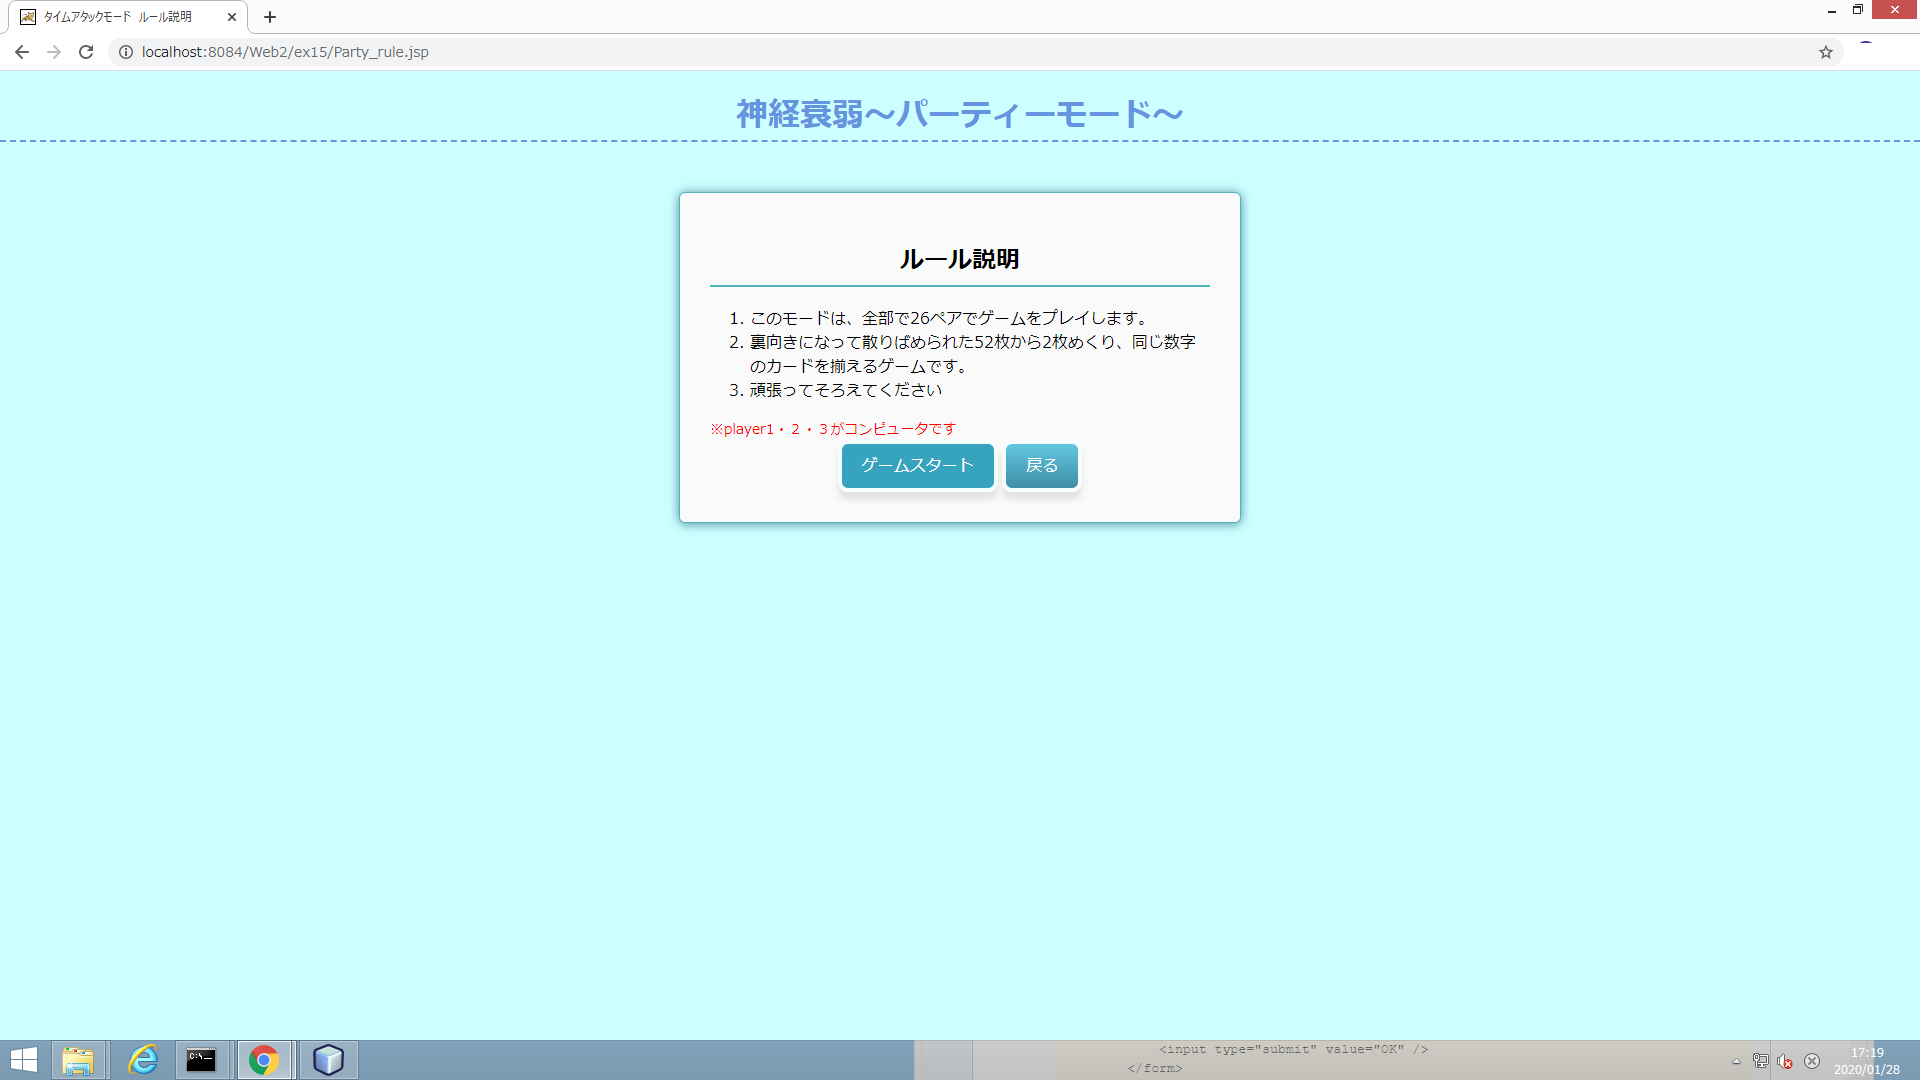 タイムアタックモード ルール説明
localhost:8084/Web2/ex15/Party_rule.jsp
神経衰弱～パーティーモード～
ルール説明
1. このモードは、全部で26ペアでゲームをプレイします。
2. 裏向きになって散りばめられた52枚から2枚めくり、同じ数字
のカードを揃えるゲームです。
3. 頑張ってそろえてください
※player1・２・３がコンピュータです
ゲームスタート 戻る
C:\_
<input type="submit" value="OK" />
</form>
17:19
2020/01/28